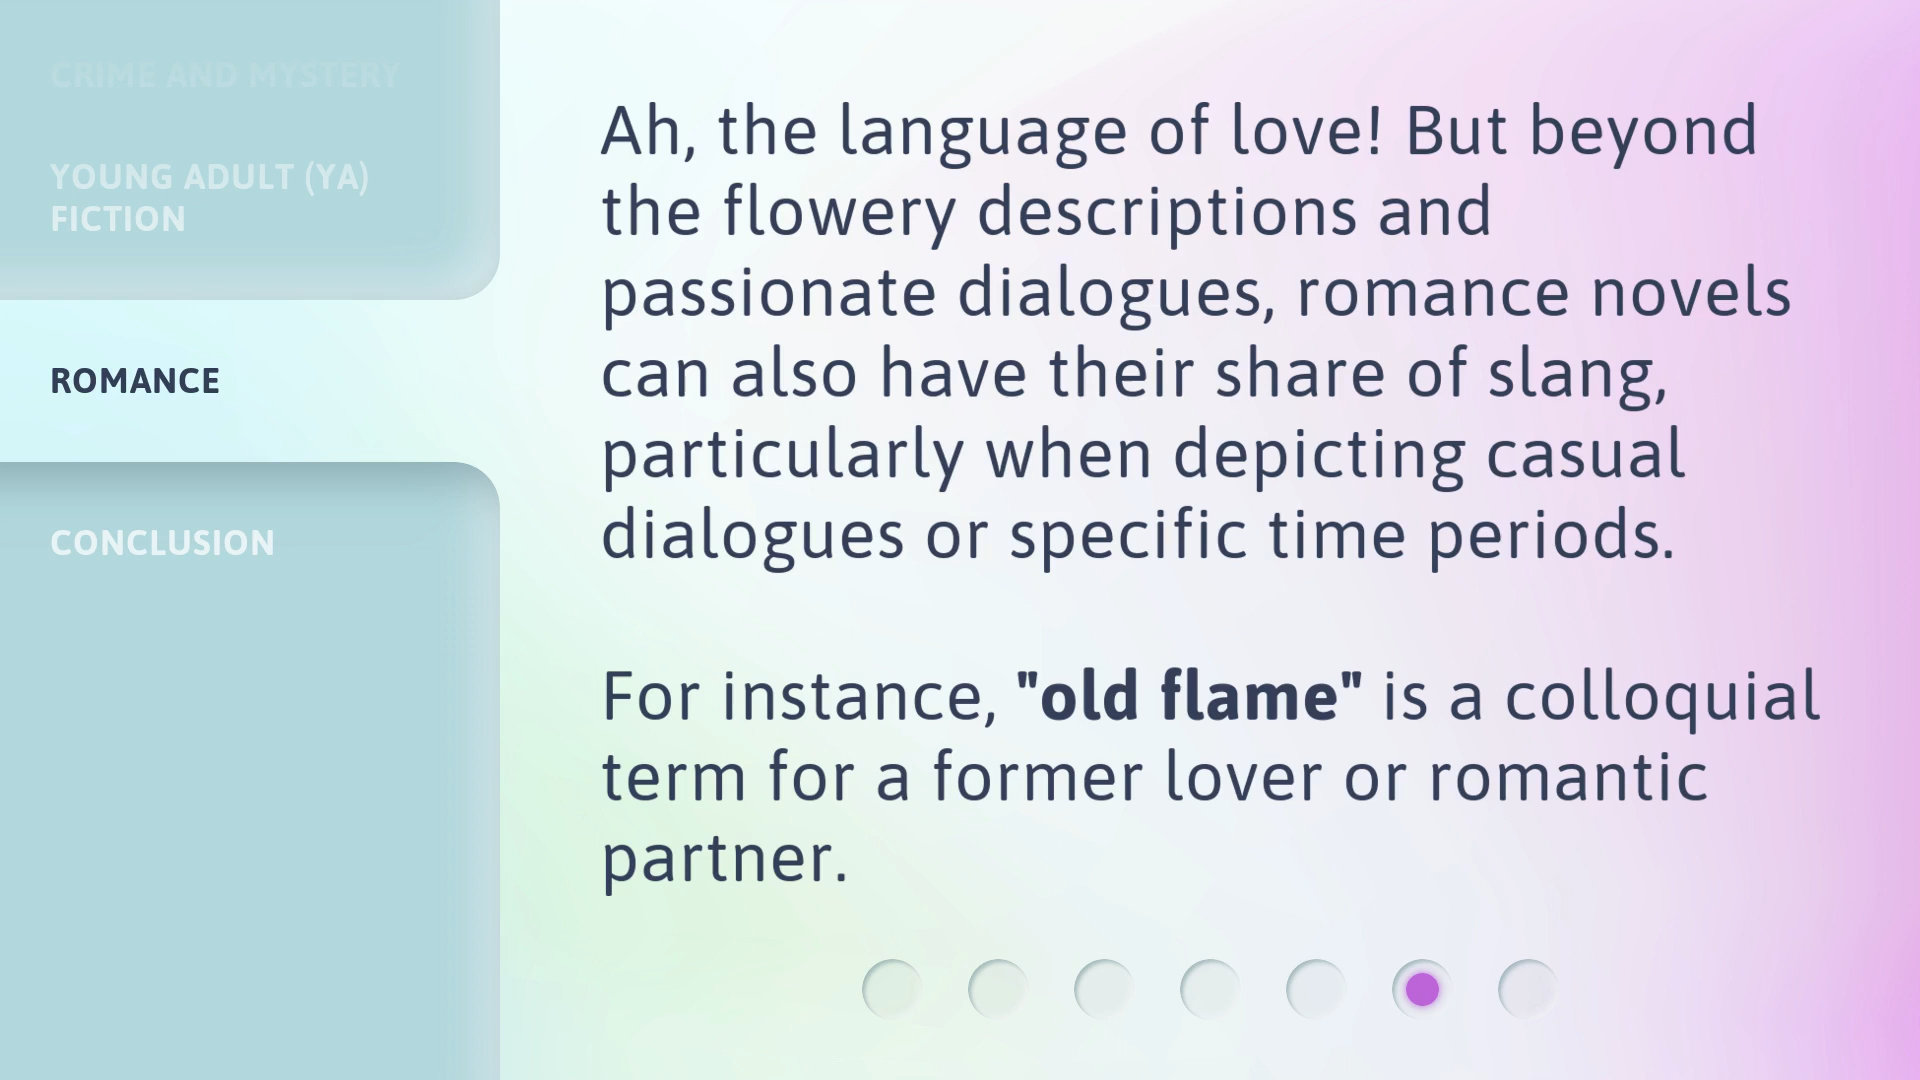 CRIME AND MYSTERY
YOUNG ADULT (YA)
FICTION
ROMANCE
CONCLUSION
Ah, the language of love! But beyond
the flowery descriptions and
passionate dialogues, romance novels
can also have their share of slang,
particularly when depicting casual
dialogues or specific time periods.
For instance, "old flame" is a colloquial
term for a former lover or romantic
partner.